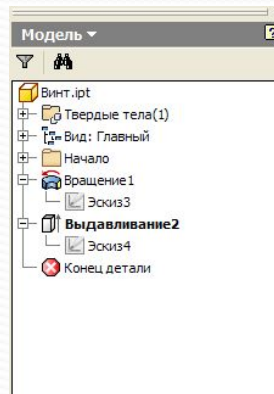 Модель
Винт.ipt
Твердые тела(1)
Вид: Главный
Начало
Вращение1
Эскиз3
Выдавливание2
Эскиз4
Конец детали